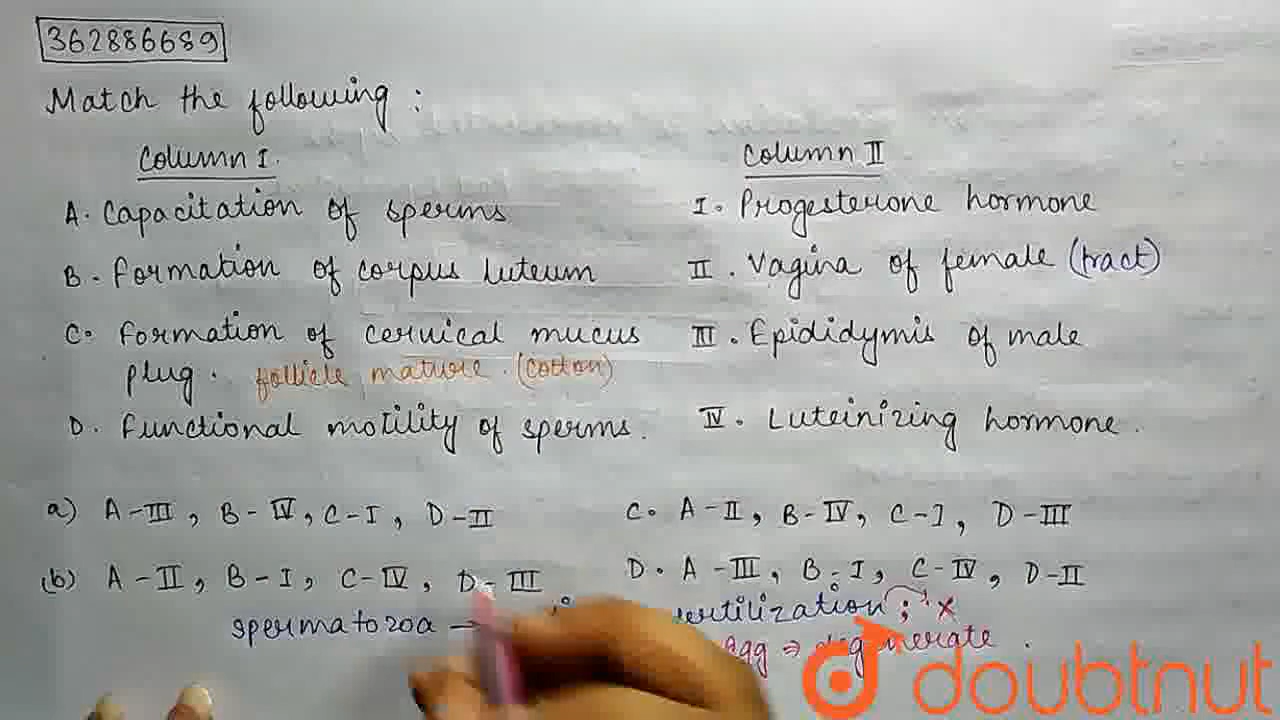 362886689
Match the following :
Column I.
Column II
A. Capacitation of sperms
I. Progesterone hormone
B. Formation of corpus luteum
II. Vagina of female (tract)
C. Formation of cervical mucus plug.
III. Epididymis of male
follicle mature. (Cotton)
D. Functional motility of sperms.
IV. Luteinizing hormone.
a) A-III, B-IV, C-I, D-II
C. A-II, B-IV, C-I, D-III
(b) A-II, B-I, C-IV, D-III
D. A-III, B-I, C-IV, D-II
spermatozoa → fertilization ; x
egg ⇒ degenerate.
doubtnut